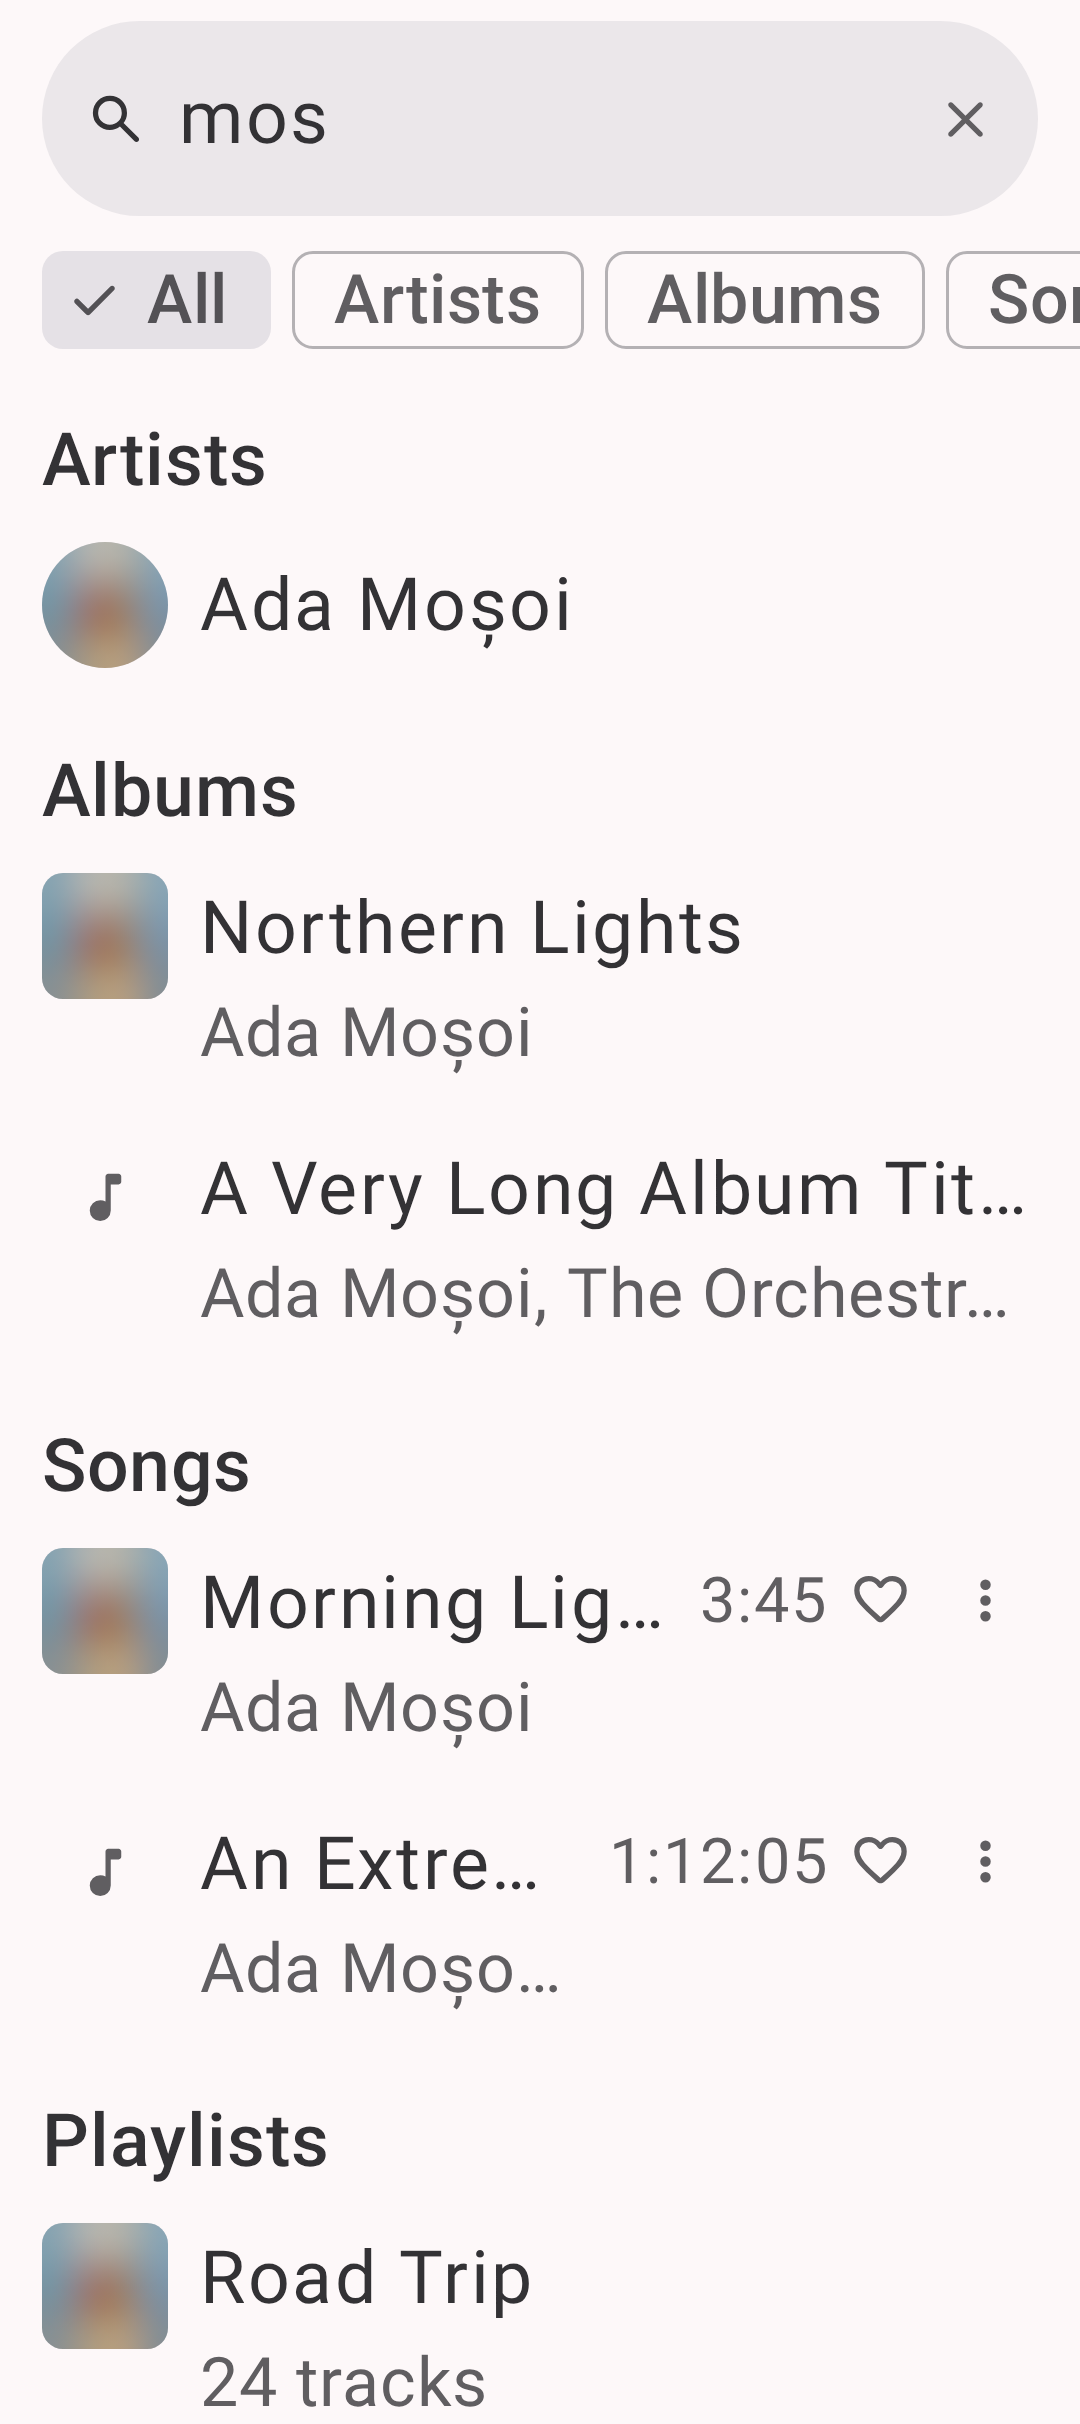 mos
All Artists Albums
Artists
Ada Moșoi
Albums
Northern Lights
Ada Moșoi
A Very Long Album Tit…
Ada Moșoi, The Orchestr…
Songs
Morning Lig… 3:45
Ada Moșoi
An Extre… 1:12:05
Ada Moșo…
Playlists
Road Trip
24 tracks